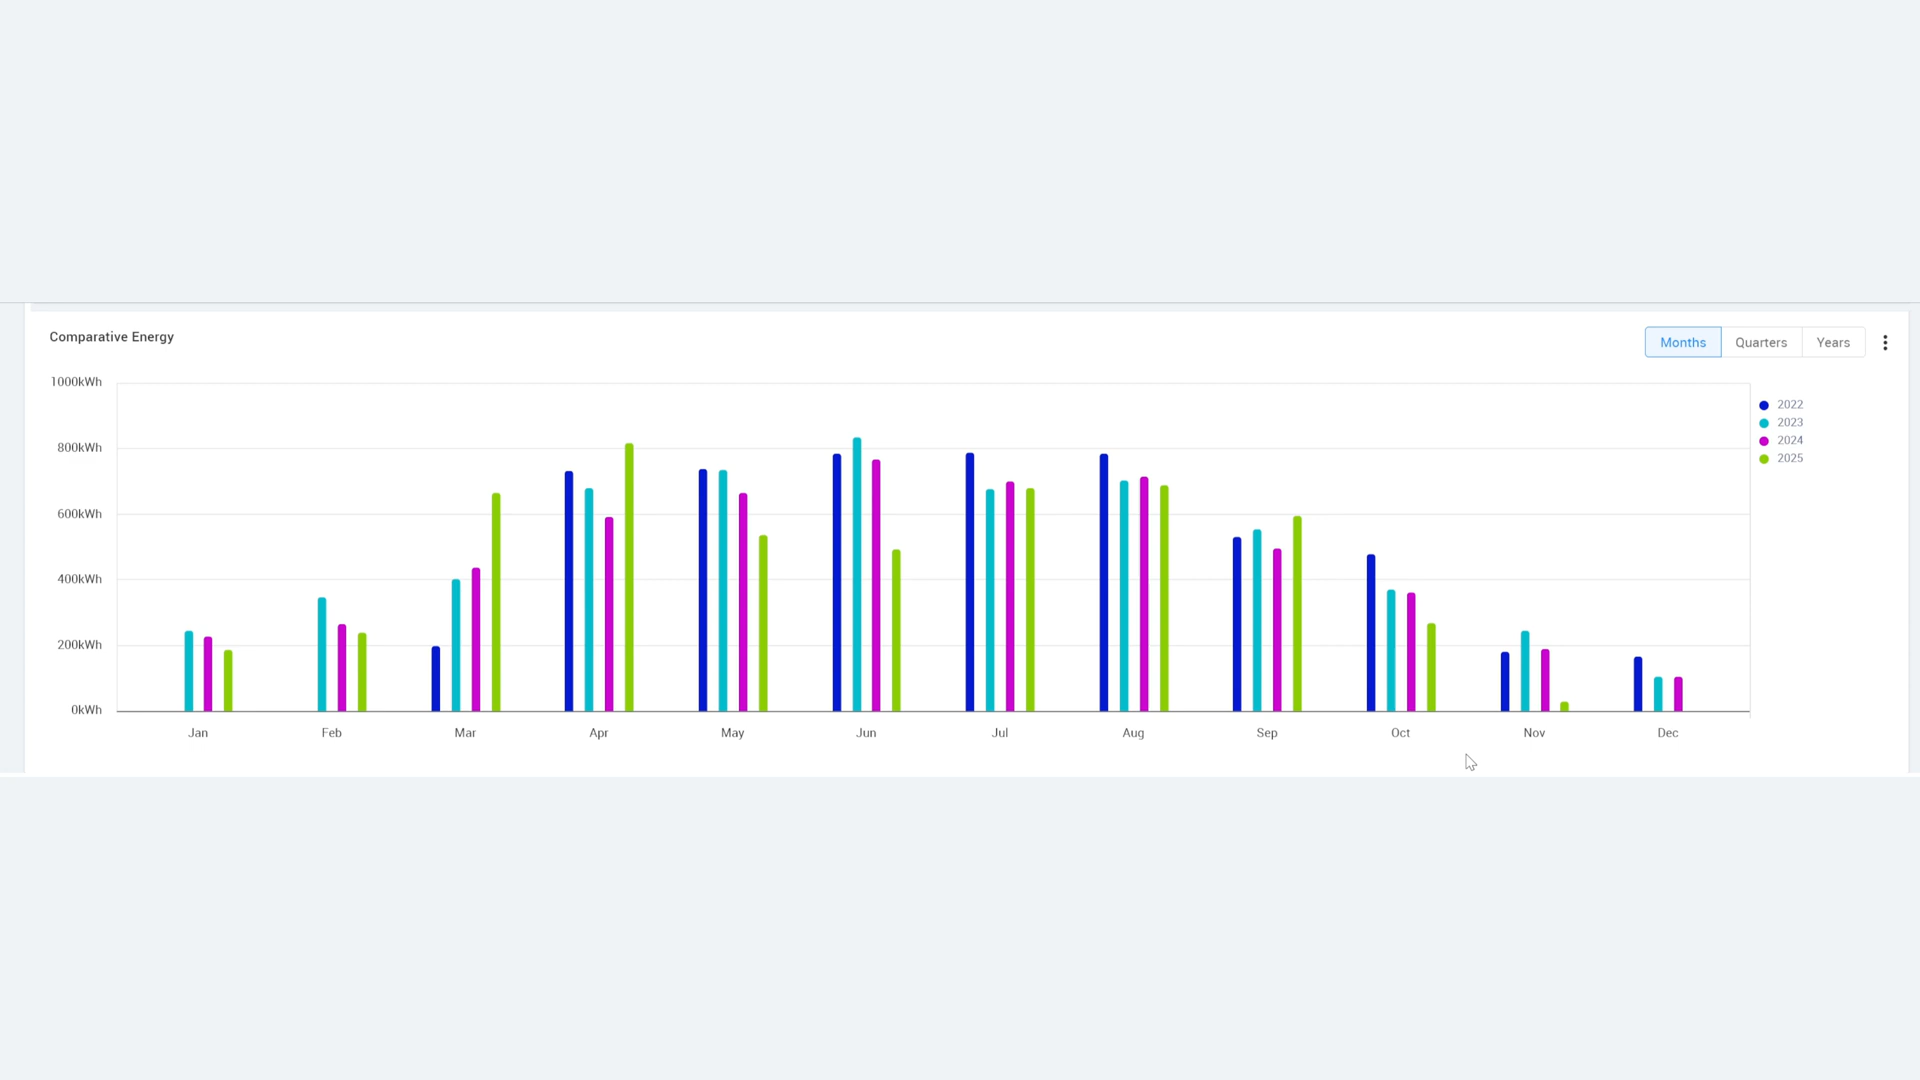 Comparative Energy
Months Quarters Years
1000kWh
800kWh
600kWh
400kWh
200kWh
0kWh
2022
2023
2024
2025
Jan Feb Mar Apr May Jun Jul Aug Sep Oct Nov Dec